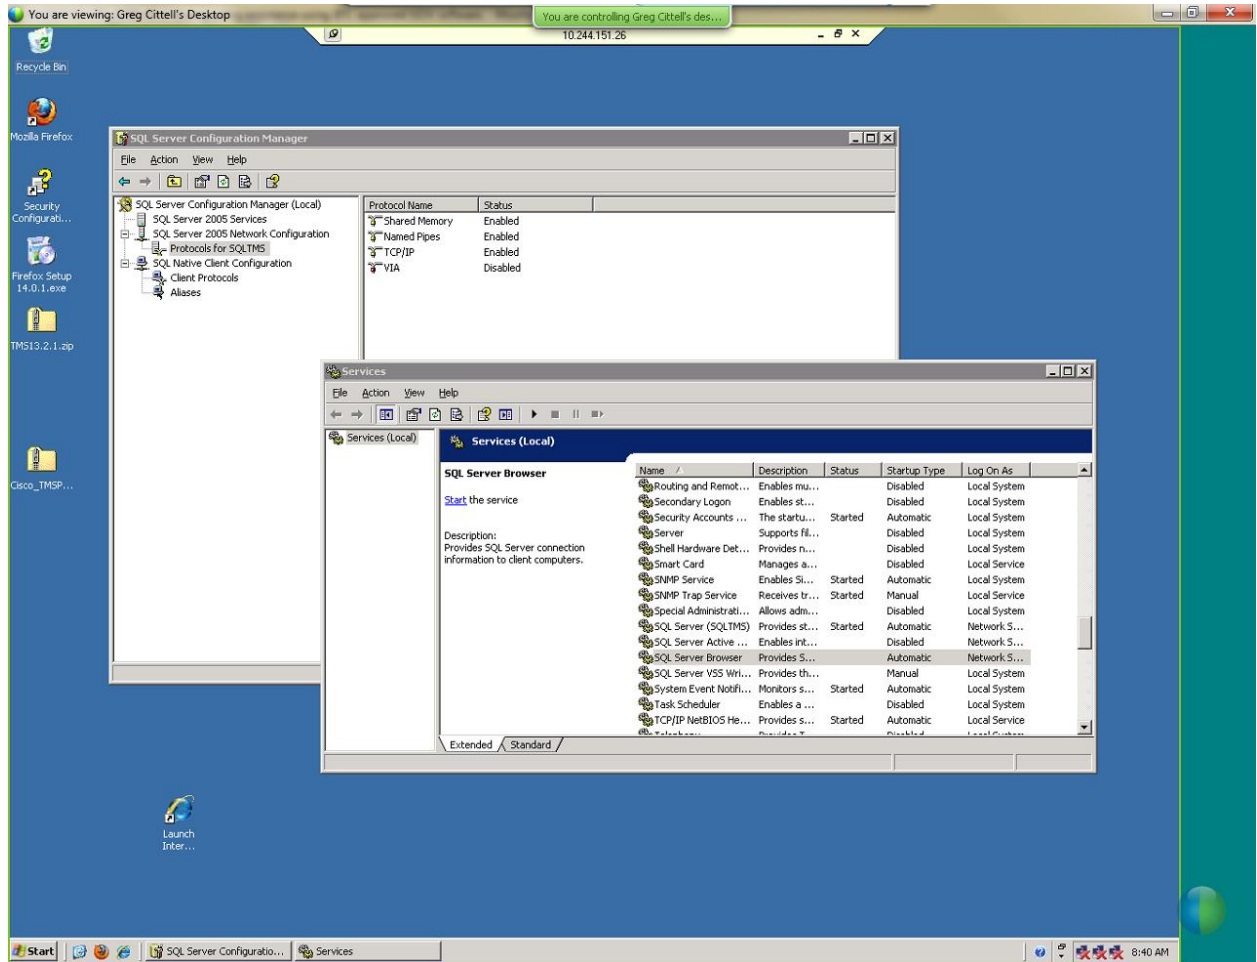 You are viewing: Greg Cittell's Desktop
You are controlling Greg Cittell's des...
10.244.151.26
Recycle Bin
Mozilla Firefox
Security
Configurati...
Firefox Setup
14.0.1.exe
TMS13.2.1.zip
Cisco_TMSP...
Launch
Inter...
SQL Server Configuration Manager
File Action View Help
SQL Server Configuration Manager (Local)
SQL Server 2005 Services
SQL Server 2005 Network Configuration
Protocols for SQLTMS
SQL Native Client Configuration
Client Protocols
Aliases
Protocol Name Status
Shared Memory Enabled
Named Pipes Enabled
TCP/IP Enabled
VIA Disabled
Services
File Action View Help
Services (Local)
Services (Local)
SQL Server Browser
Start the service
Description:
Provides SQL Server connection
information to client computers.
Name Description Status Startup Type Log On As
Routing and Remot... Enables mu... Disabled Local System
Secondary Logon Enables st... Disabled Local System
Security Accounts ... The startu... Started Automatic Local System
Server Supports fil... Disabled Local System
Shell Hardware Det... Provides n... Disabled Local System
Smart Card Manages a... Disabled Local Service
SNMP Service Enables Si... Started Automatic Local System
SNMP Trap Service Receives tr... Started Manual Local Service
Special Administrati... Allows adm... Disabled Local System
SQL Server (SQLTMS) Provides st... Started Automatic Network S...
SQL Server Active ... Enables int... Disabled Network S...
SQL Server Browser Provides S... Automatic Network S...
SQL Server VSS Wri... Provides th... Manual Local System
System Event Notifi... Monitors s... Started Automatic Local System
Task Scheduler Enables a ... Disabled Local System
TCP/IP NetBIOS He... Provides s... Started Automatic Local Service
Extended Standard
Start SQL Server Configuratio... Services 8:40 AM